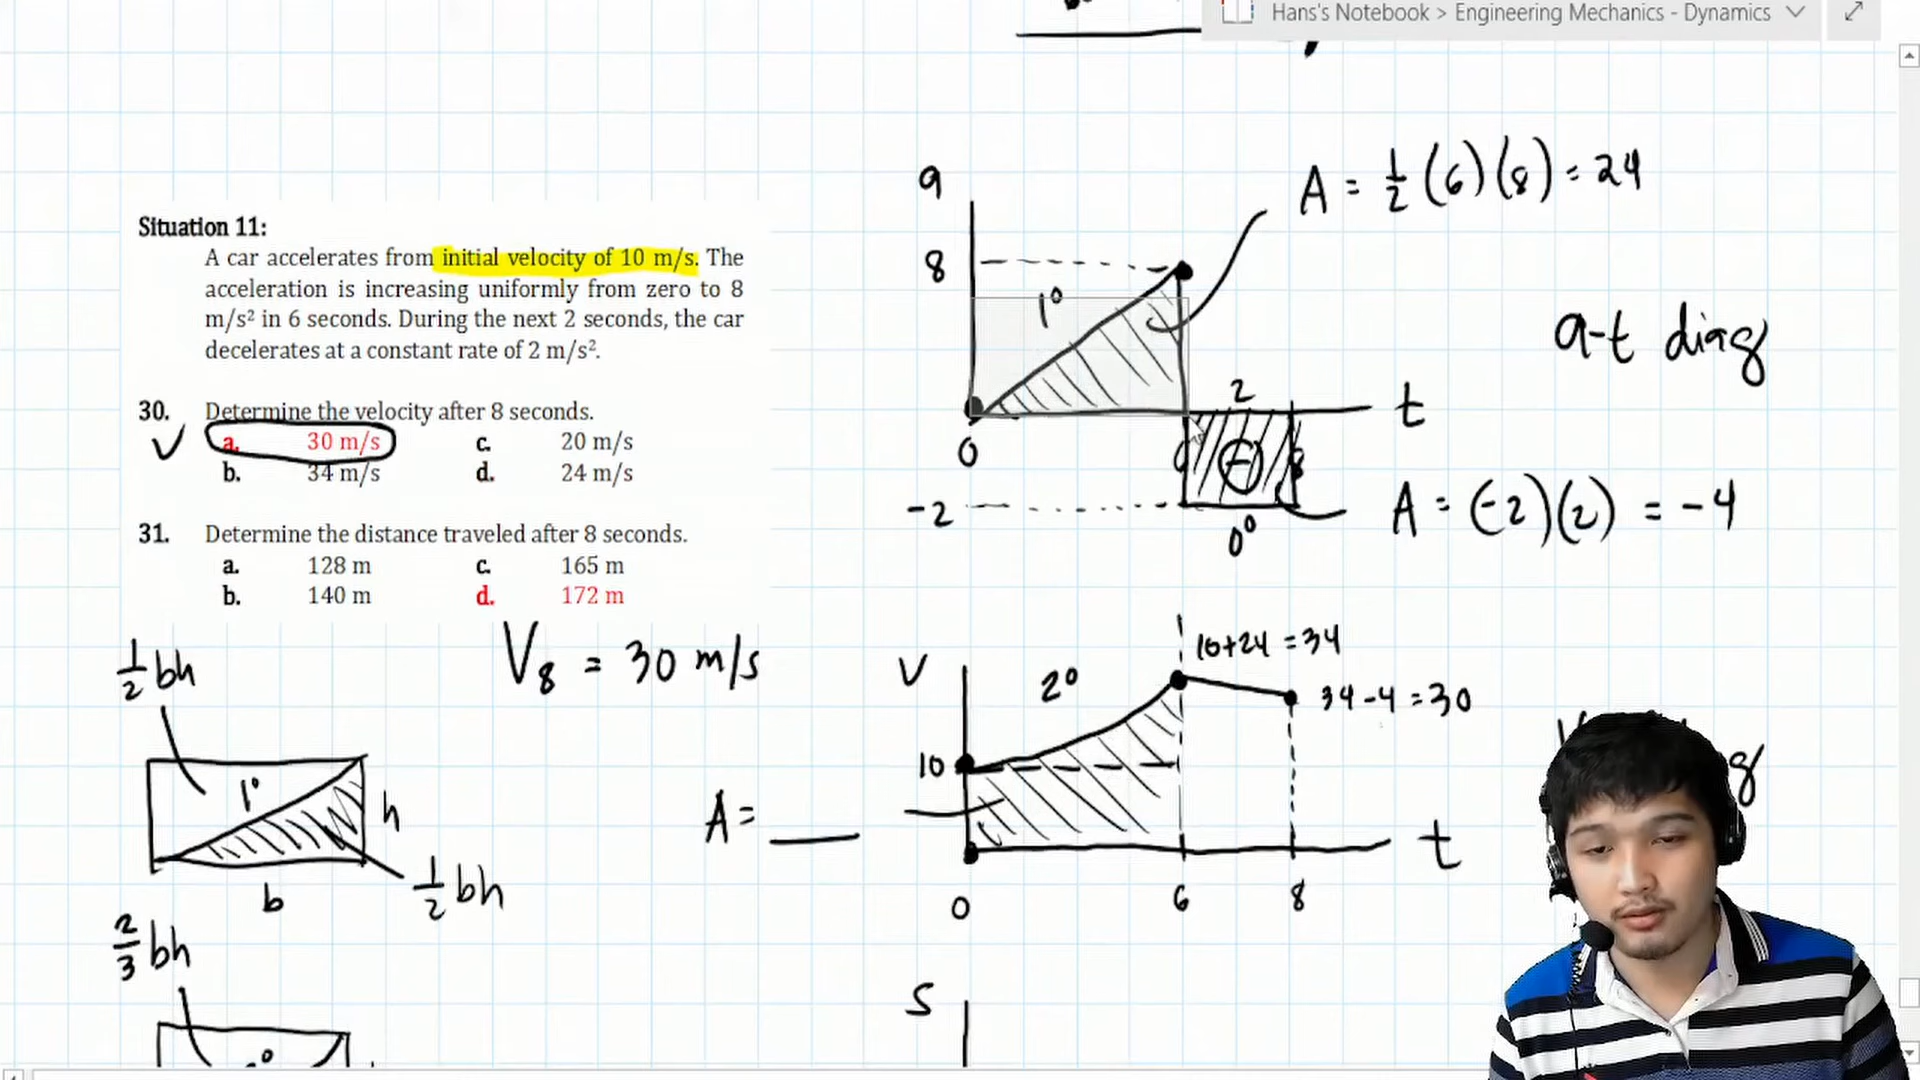 Hans's Notebook > Engineering Mechanics - Dynamics
Situation 11:
A car accelerates from initial velocity of 10 m/s. The
acceleration is increasing uniformly from zero to 8
m/s² in 6 seconds. During the next 2 seconds, the car
decelerates at a constant rate of 2 m/s².
30. Determine the velocity after 8 seconds.
a. 30 m/s c. 20 m/s
b. 34 m/s d. 24 m/s
31. Determine the distance traveled after 8 seconds.
a. 128 m c. 165 m
b. 140 m d. 172 m
V₈ = 30 m/s
½ bh
1°
h
b
½ bh
⅔ bh
a
8
1°
A = ½ (6)(8) = 24
a-t diag
2
t
0
6
8
-2
0°
A = (-2)(2) = -4
V
2°
10+24 = 34
34-4 = 30
10
A =
t
0 6 8
S